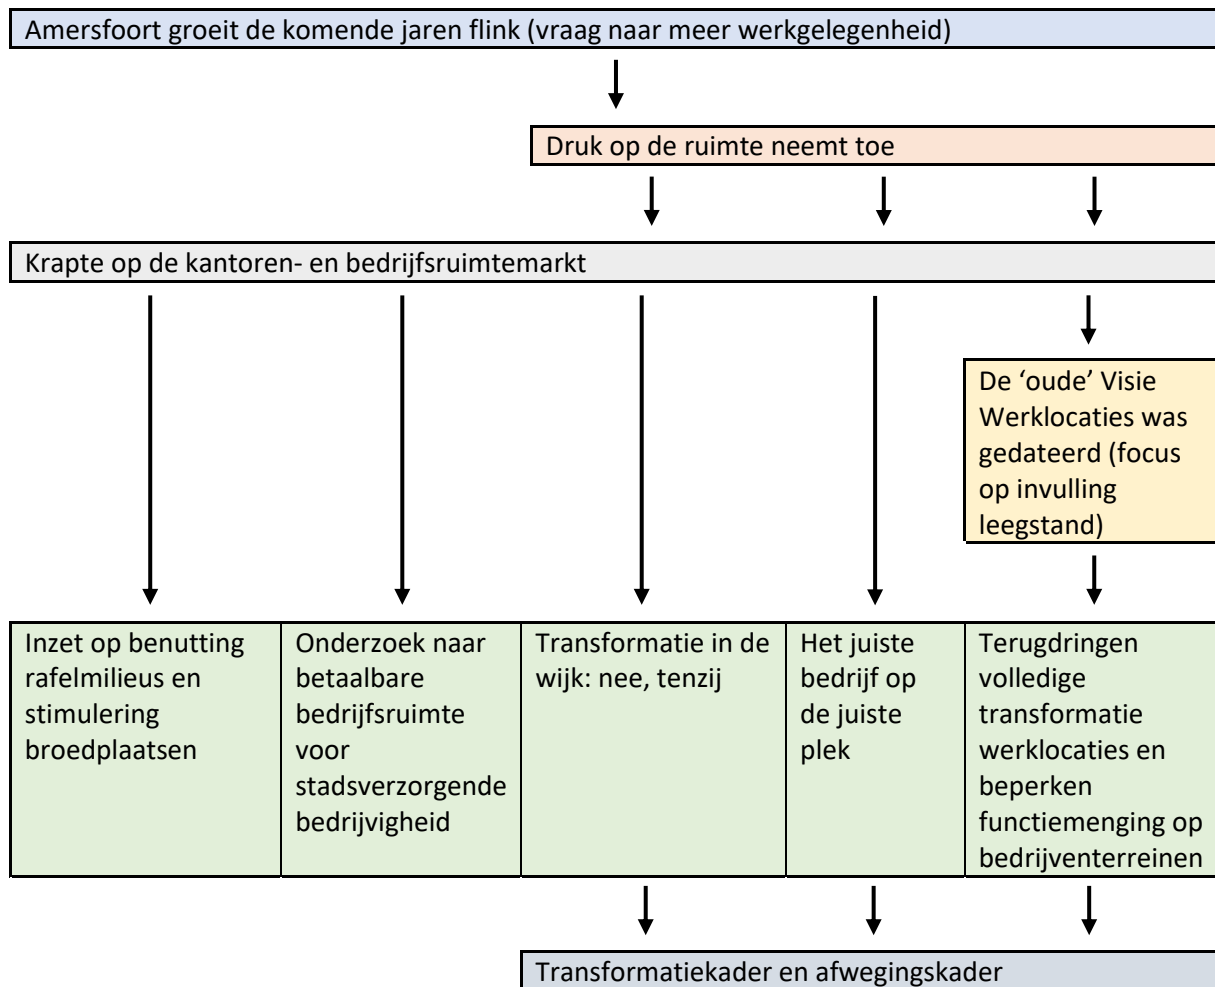 Amersfoort groeit de komende jaren flink (vraag naar meer werkgelegenheid)
Druk op de ruimte neemt toe
Krapte op de kantoren- en bedrijfsruimtemarkt
De ‘oude’ Visie
Werklocaties was
gedateerd (focus
op invulling
leegstand)
Inzet op benutting
rafelmilieus en
stimulering
broedplaatsen
Onderzoek naar
betaalbare
bedrijfsruimte
voor
stadsverzorgende
bedrijvigheid
Transformatie in de
wijk: nee, tenzij
Het juiste
bedrijf op
de juiste
plek
Terugdringen
volledige
transformatie
werklocaties en
beperken
functiemenging op
bedrijventerreinen
Transformatiekader en afwegingskader